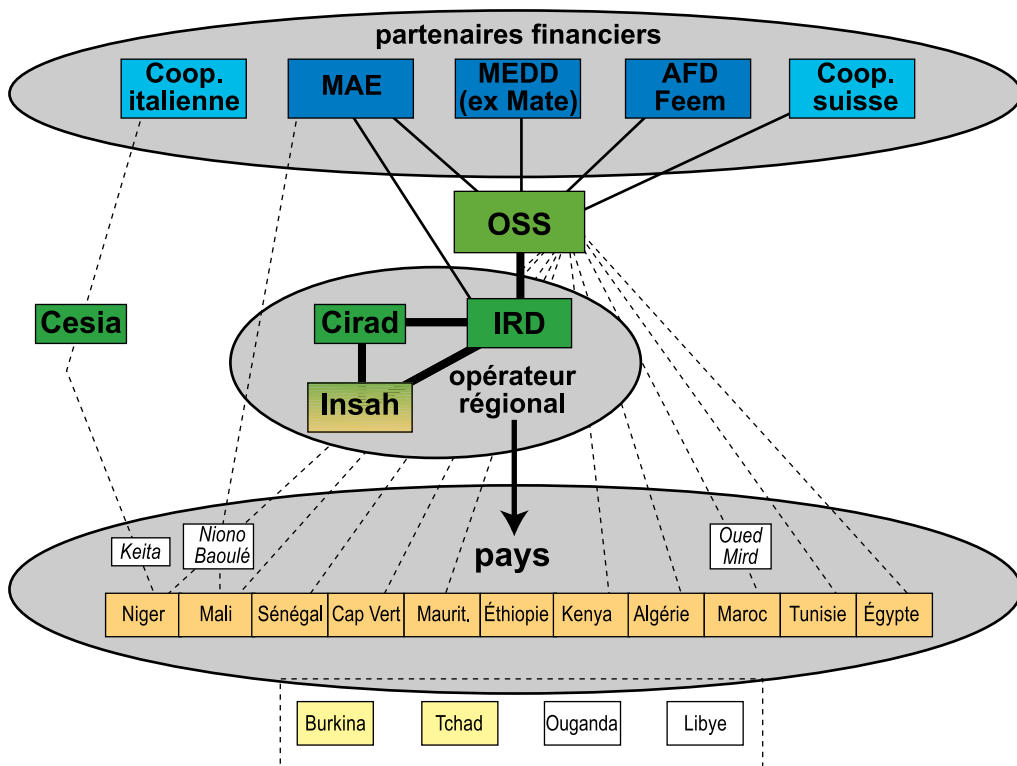 partenaires financiers
Coop.
italienne
MAE
MEDD
(ex Mate)
AFD
Feem
Coop.
suisse
OSS
Cesia
Cirad
IRD
Insah
opérateur
régional
Keita
Niono
Baoulé
pays
Oued
Mird
Niger
Mali
Sénégal
Cap Vert
Maurit.
Éthiopie
Kenya
Algérie
Maroc
Tunisie
Égypte
Burkina
Tchad
Ouganda
Libye